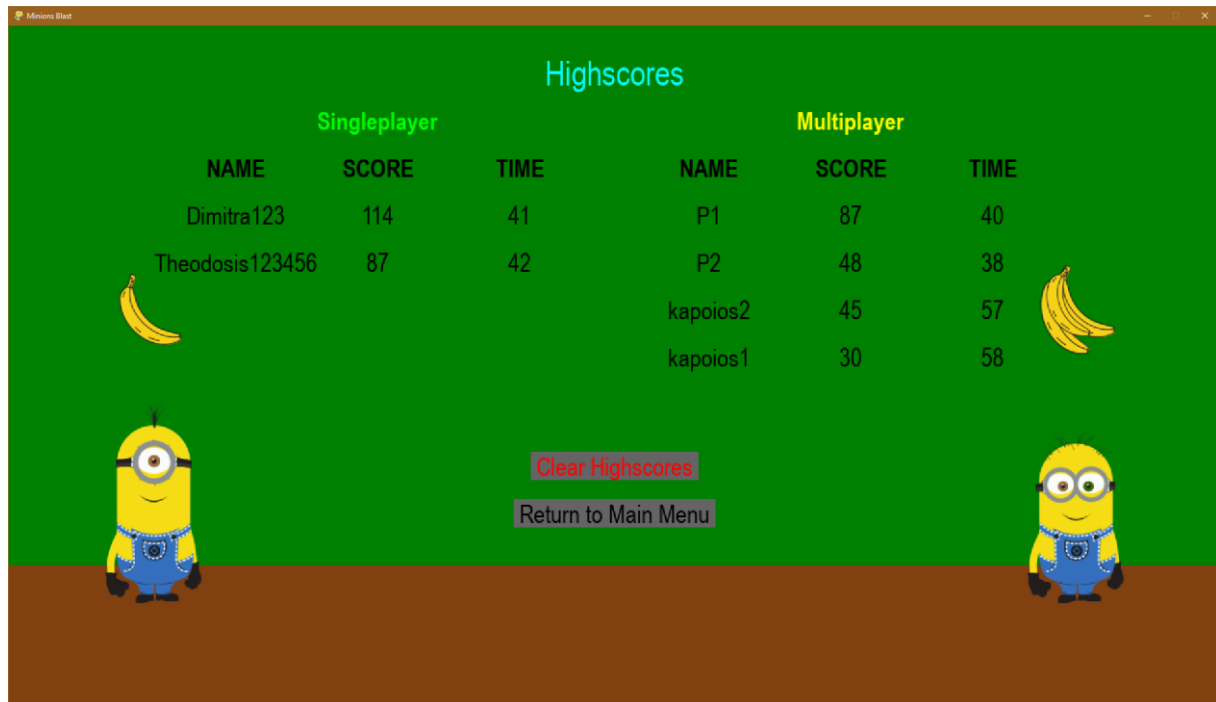 Minions Blast
Highscores
Singleplayer Multiplayer
NAME SCORE TIME NAME SCORE TIME
Dimitra123 114 41 P1 87 40
Theodosis123456 87 42 P2 48 38
kapoios2 45 57
kapoios1 30 58
Clear Highscores
Return to Main Menu